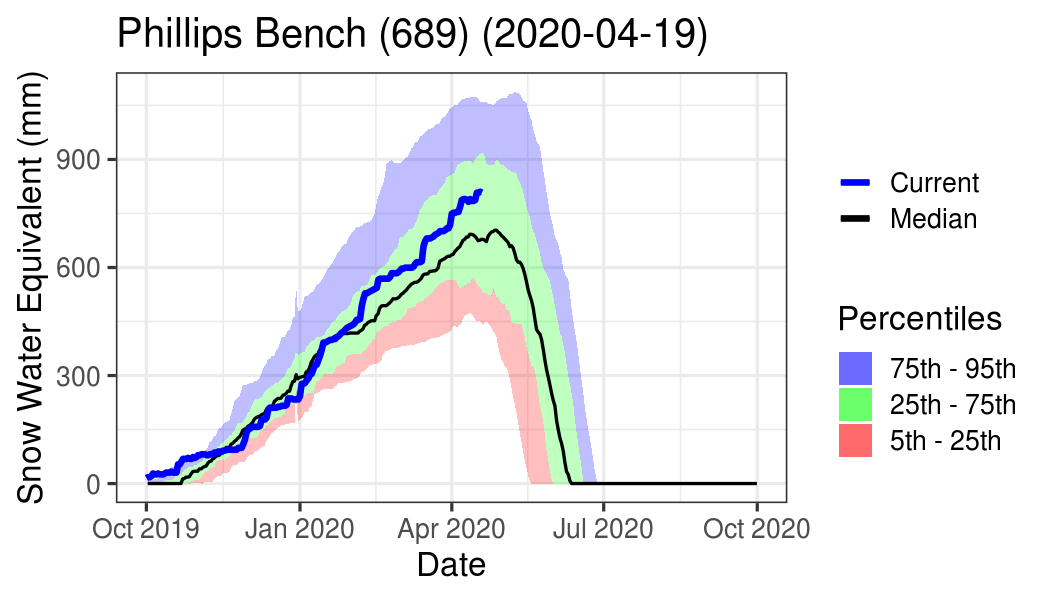 Phillips Bench (689) (2020-04-19)
Snow Water Equivalent (mm)
900
600
300
0
Oct 2019
Jan 2020
Apr 2020
Jul 2020
Oct 2020
Date
Current
Median
Percentiles
75th - 95th
25th - 75th
5th - 25th